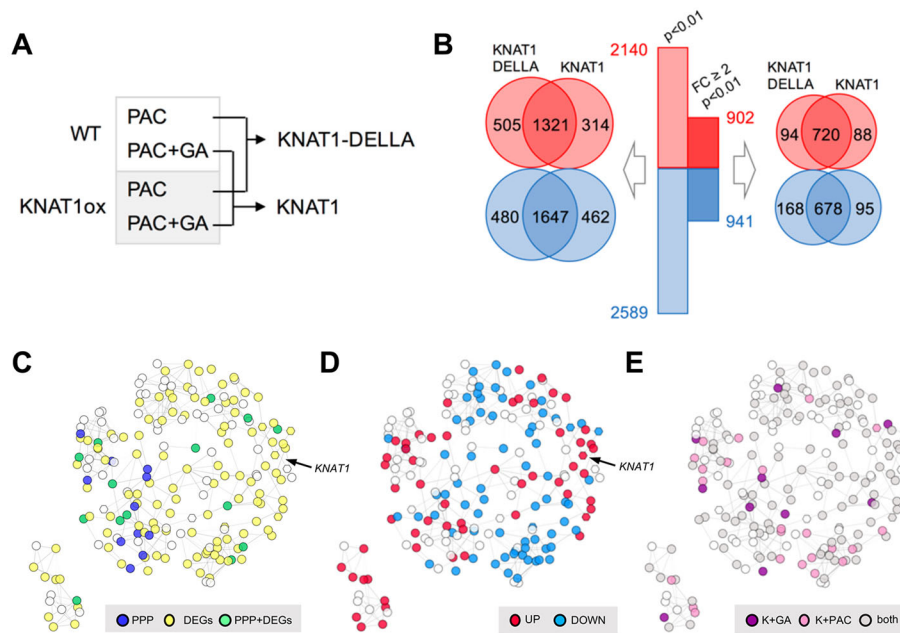 A
WT
PAC
PAC+GA
KNAT1ox
PAC
PAC+GA
KNAT1-DELLA
KNAT1
B
KNAT1
DELLA
KNAT1
505
1321
314
480
1647
462
2140
2589
p<0.01
FC ≥ 2
p<0.01
902
941
KNAT1
DELLA
KNAT1
94
720
88
168
678
95
C
KNAT1
PPP
DEGs
PPP+DEGs
D
KNAT1
UP
DOWN
E
K+GA
K+PAC
both